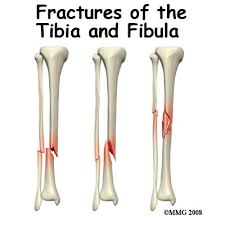 Fractures of the
Tibia and Fibula
©MMG 2008